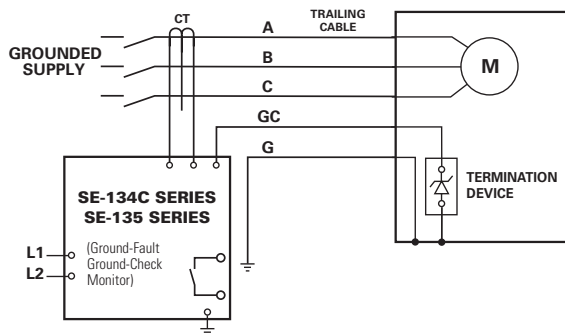 CT
A
TRAILING
CABLE
GROUNDED
SUPPLY
B
M
C
GC
G
SE-134C SERIES
SE-135 SERIES
TERMINATION
DEVICE
L1
(Ground-Fault
Ground-Check
Monitor)
L2